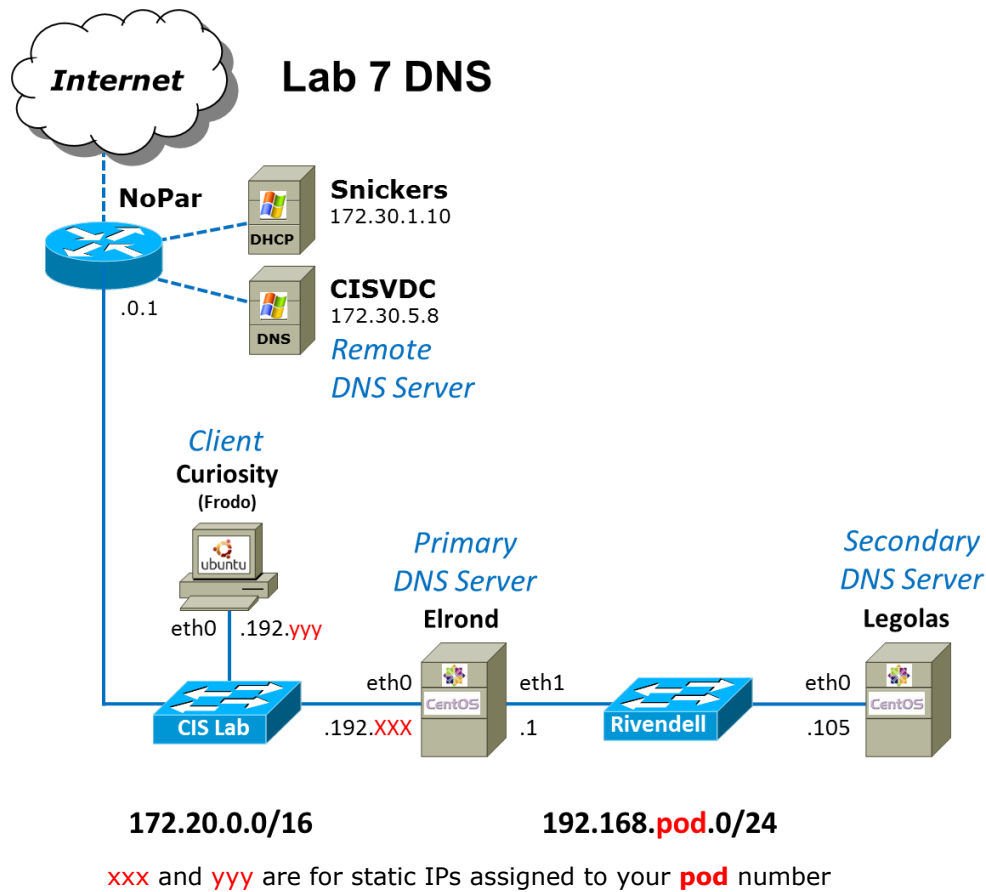 Internet
Lab 7 DNS
NoPar
Snickers
172.30.1.10
DHCP
CISVDC
172.30.5.8
DNS
.0.1
Remote
DNS Server
Client
Curiosity
(Frodo)
ubuntu
eth0 .192.yyy
Primary
DNS Server
Elrond
Secondary
DNS Server
Legolas
eth0
CentOS
eth1
eth0
CentOS
CIS Lab
.192.XXX
.1
Rivendell
.105
172.20.0.0/16
192.168.pod.0/24
xxx and yyy are for static IPs assigned to your pod number